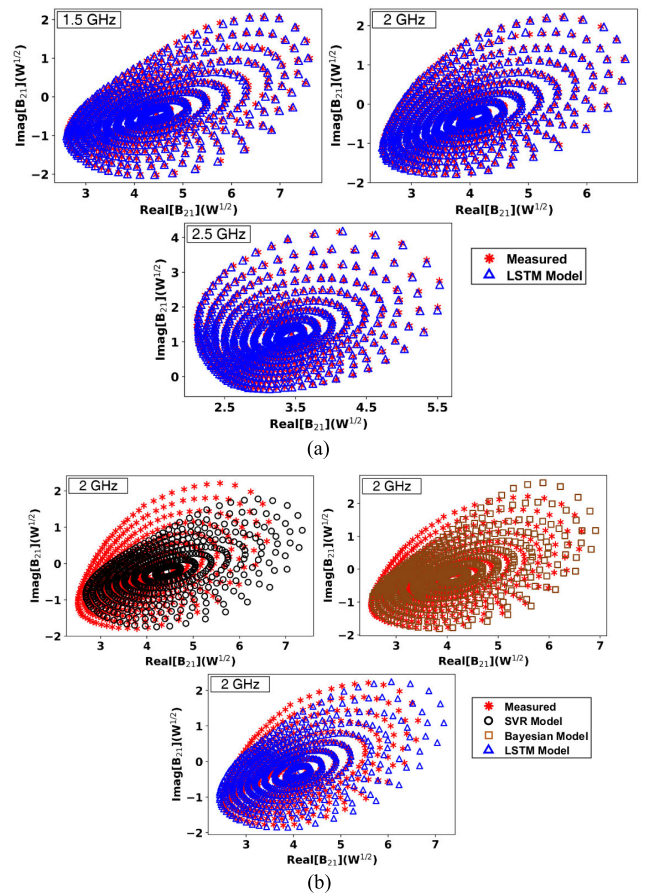 1.5 GHz
2
1
0
−1
−2
Imag[B21](W1/2)
3 4 5 6 7
Real[B21](W1/2)
2 GHz
2
1
0
−1
−2
Imag[B21](W1/2)
3 4 5 6
Real[B21](W1/2)
2.5 GHz
4
3
2
1
0
Imag[B21](W1/2)
2.5 3.5 4.5 5.5
Real[B21](W1/2)
Measured
LSTM Model
(a)
2 GHz
2
1
0
−1
−2
Imag[B21](W1/2)
3 4 5 6 7
Real[B21](W1/2)
2 GHz
2
1
0
−1
−2
Imag[B21](W1/2)
3 4 5 6 7
Real[B21](W1/2)
2 GHz
2
1
0
−1
−2
Imag[B21](W1/2)
3 4 5 6 7
Real[B21](W1/2)
Measured
SVR Model
Bayesian Model
LSTM Model
(b)